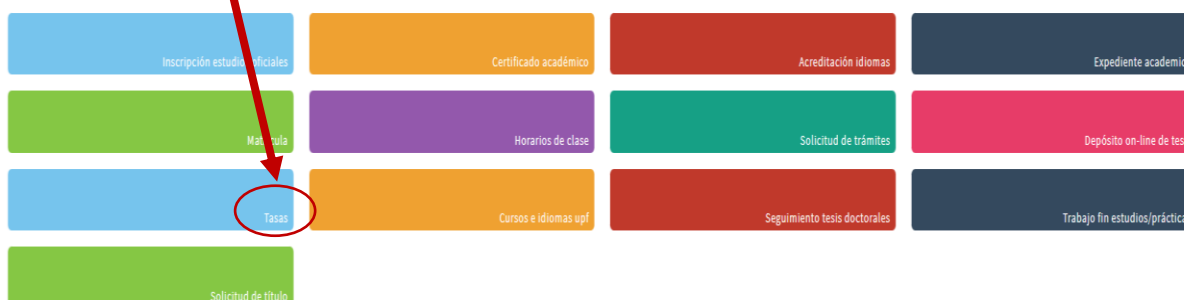 Inscripción estudios oficiales
Certificado académico
Acreditación idiomas
Expediente academic
Matrícula
Horarios de clase
Solicitud de trámites
Depósito on-line de tes
Tasas
Cursos e idiomas upf
Seguimiento tesis doctorales
Trabajo fin estudios/práctica
Solicitud de título